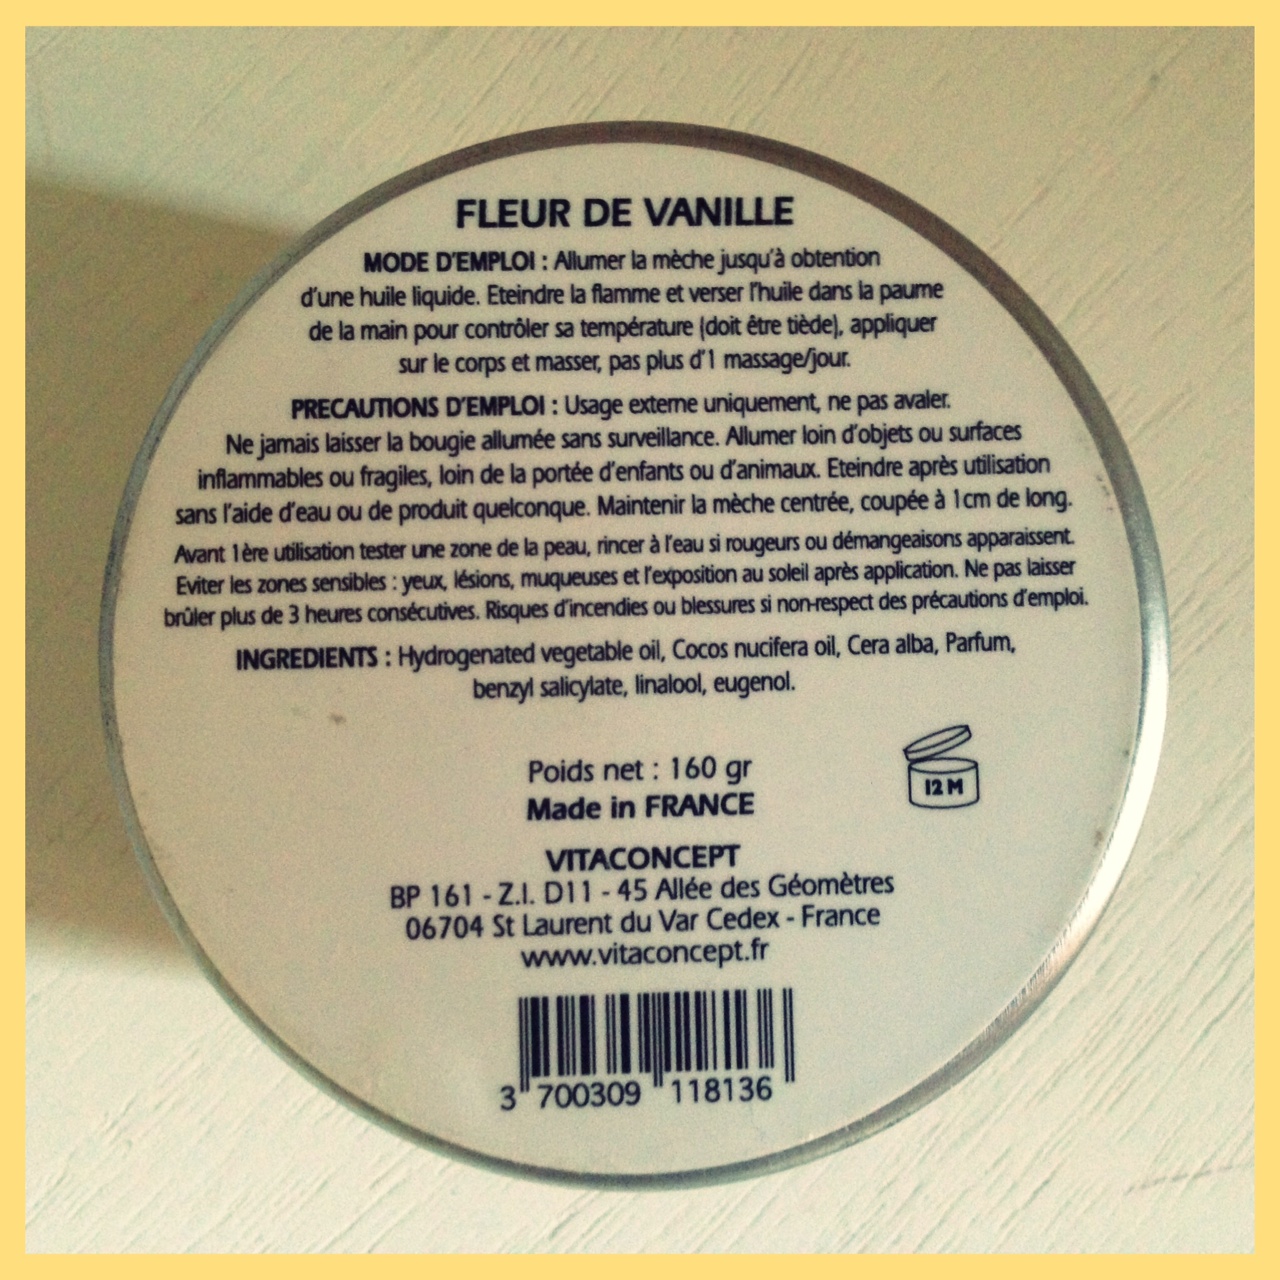 FLEUR DE VANILLE
MODE D'EMPLOI : Allumer la mèche jusqu'à obtention
d'une huile liquide. Eteindre la flamme et verser l'huile dans la paume
de la main pour contrôler sa température (doit être tiède), appliquer
sur le corps et masser, pas plus d'1 massage/jour.
PRECAUTIONS D'EMPLOI : Usage externe uniquement, ne pas avaler.
Ne jamais laisser la bougie allumée sans surveillance. Allumer loin d'objets ou surfaces
inflammables ou fragiles, loin de la portée d'enfants ou d'animaux. Eteindre après utilisation
sans l'aide d'eau ou de produit quelconque. Maintenir la mèche centrée, coupée à 1cm de long.
Avant 1ère utilisation tester une zone de la peau, rincer à l'eau si rougeurs ou démangeaisons apparaissent.
Eviter les zones sensibles : yeux, lésions, muqueuses et l'exposition au soleil après application. Ne pas laisser
brûler plus de 3 heures consécutives. Risques d'incendies ou blessures si non-respect des précautions d'emploi.
INGREDIENTS : Hydrogenated vegetable oil, Cocos nucifera oil, Cera alba, Parfum,
benzyl salicylate, linalool, eugenol.
Poids net : 160 gr
12 M
Made in FRANCE
VITACONCEPT
BP 161 - Z.I. D11 - 45 Allée des Géomètres
06704 St Laurent du Var Cedex - France
www.vitaconcept.fr
3 700309 118136